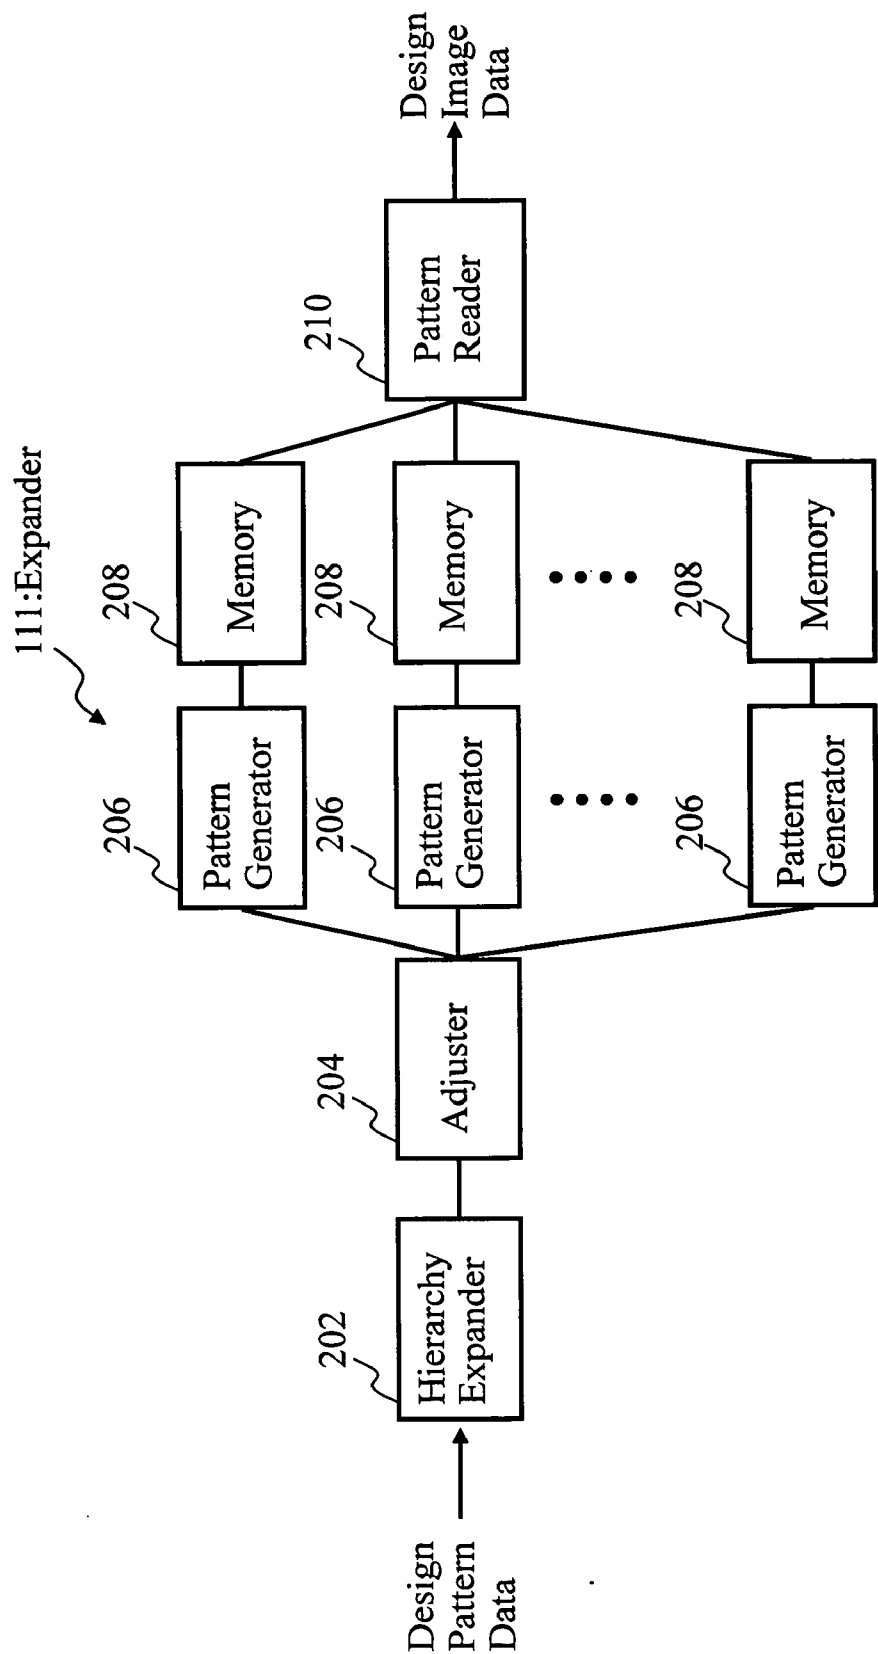 111:Expander
Design
Pattern
Data
202
Hierarchy
Expander
204
Adjuster
206
Pattern
Generator
208
Memory
206
Pattern
Generator
208
Memory
206
Pattern
Generator
208
Memory
210
Pattern
Reader
Design
Image
Data